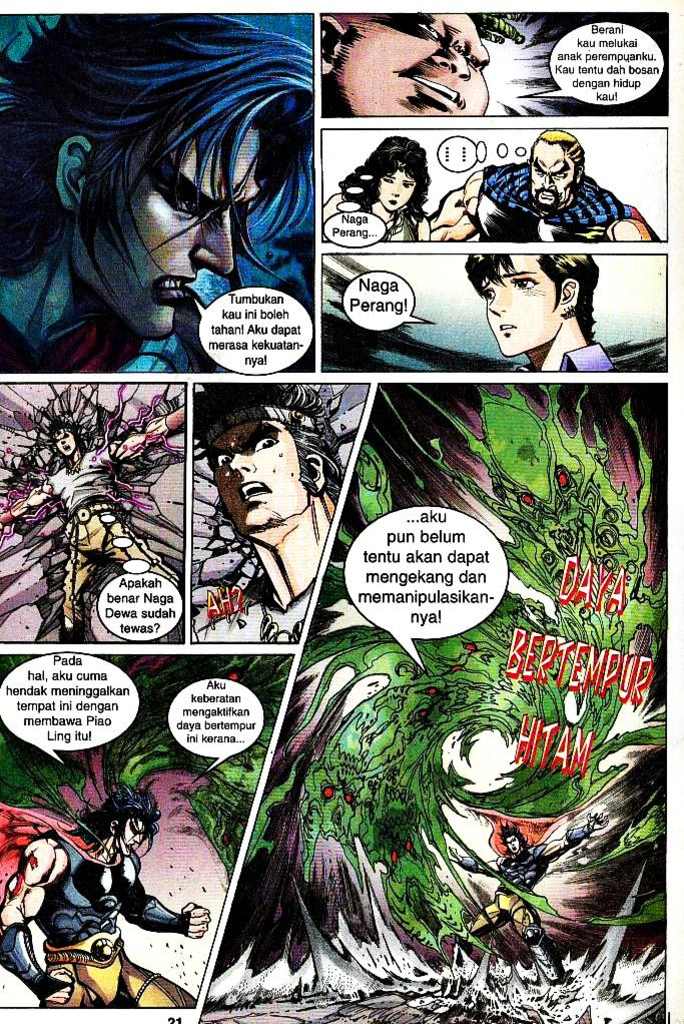 Tumbukan
kau ini boleh
tahan! Aku dapat
merasa kekuatan-
nya!
Berani
kau melukai
anak perempuanku.
Kau tentu dah bosan
dengan hidup
kau!
Naga
Perang...
Naga
Perang!
Apakah
benar Naga
Dewa sudah
tewas?
AH?
...aku
pun belum
tentu akan dapat
mengekang dan
memanipulasikan-
nya!
DAYA
BERTEMPUR
HITAM
Pada
hal, aku cuma
hendak meninggalkan
tempat ini dengan
membawa Piao
Ling itu!
Aku
keberatan
mengaktifkan
daya bertempur
ini kerana...
21